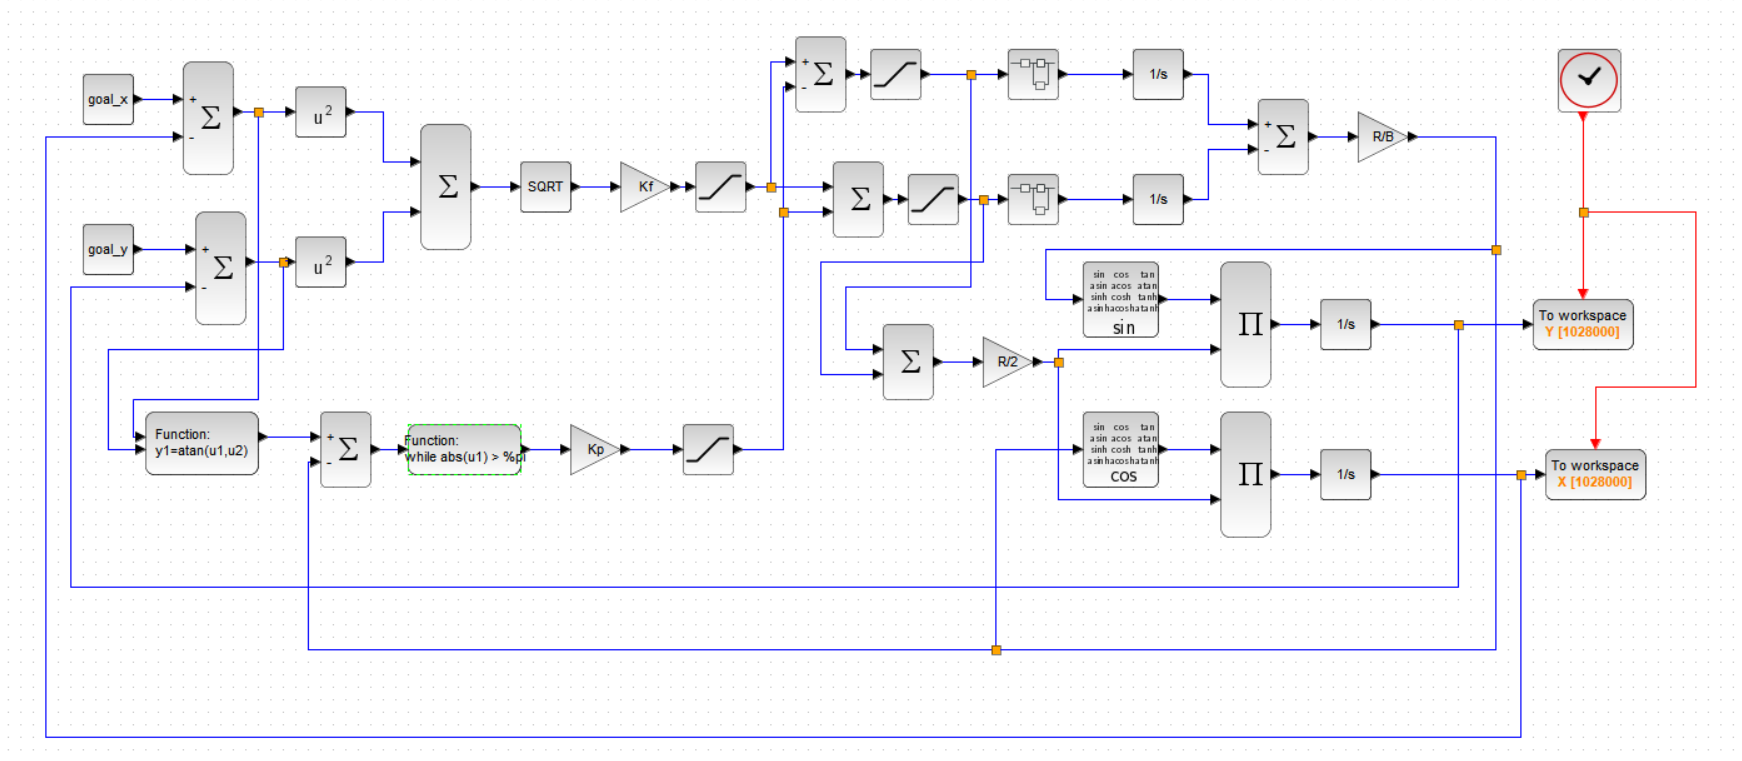 goal_x
+
-
Σ
u²
Σ
SQRT
Kf
+
-
Σ
1/s
+
-
Σ
R/B
goal_y
+
-
Σ
u²
Σ
1/s
sin cos tan
asin acos atan
sinh cosh tanh
asinhacoshatanh
sin
Π
1/s
To workspace
Y [1028000]
Σ
R/2
Function:
y1=atan(u1,u2)
+
-
Σ
Function:
while abs(u1) > %pi
Kp
sin cos tan
asin acos atan
sinh cosh tanh
asinhacoshatanh
cos
Π
1/s
To workspace
X [1028000]